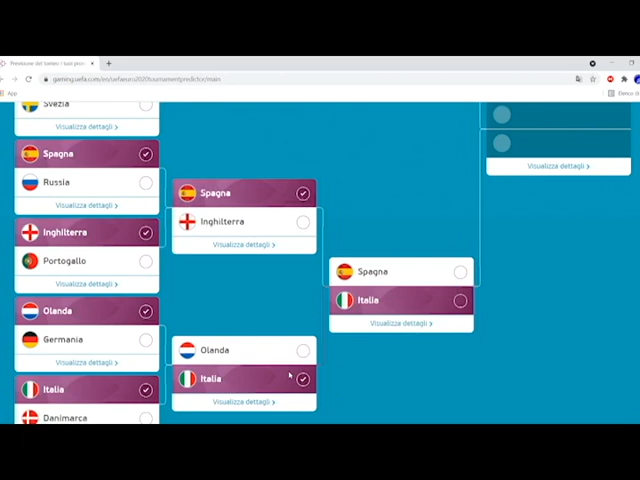 Previsione del torneo | tuoi pron
gaming.uefa.com/en/uefaeuro2020tournamentpredictor/main
App
Elenco di
Svezia
Visualizza dettagli
Spagna
Russia
Visualizza dettagli
Inghilterra
Portogallo
Visualizza dettagli
Olanda
Germania
Visualizza dettagli
Italia
Danimarca
Spagna
Inghilterra
Visualizza dettagli
Olanda
Italia
Visualizza dettagli
Spagna
Italia
Visualizza dettagli
Visualizza dettagli